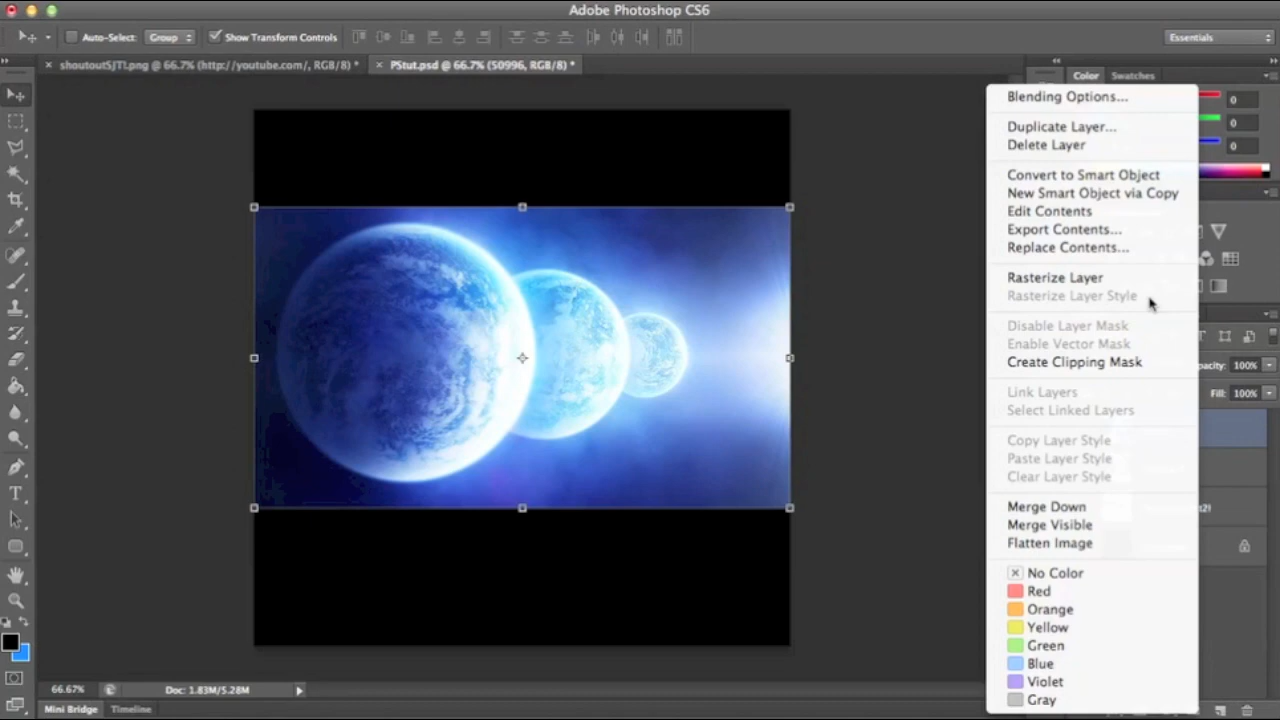 Adobe Photoshop CS6
Auto-Select: Group Show Transform Controls Essentials
shoutoutSJTI.png @ 66.7% (http://youtube.com/, RGB/8) * PStut.psd @ 66.7% (50996, RGB/8) *
Color Swatches
0
0
0
Blending Options...
Duplicate Layer...
Delete Layer
Convert to Smart Object
New Smart Object via Copy
Edit Contents
Export Contents...
Replace Contents...
Rasterize Layer
Rasterize Layer Style
Disable Layer Mask
Enable Vector Mask
Create Clipping Mask
pacity: 100%
Fill: 100%
Link Layers
Select Linked Layers
Copy Layer Style
Paste Layer Style
Clear Layer Style
Merge Down
Merge Visible
Flatten Image
No Color
Red
Orange
Yellow
Green
Blue
Violet
Gray
66.67% Doc: 1.83M/5.28M
Mini Bridge Timeline